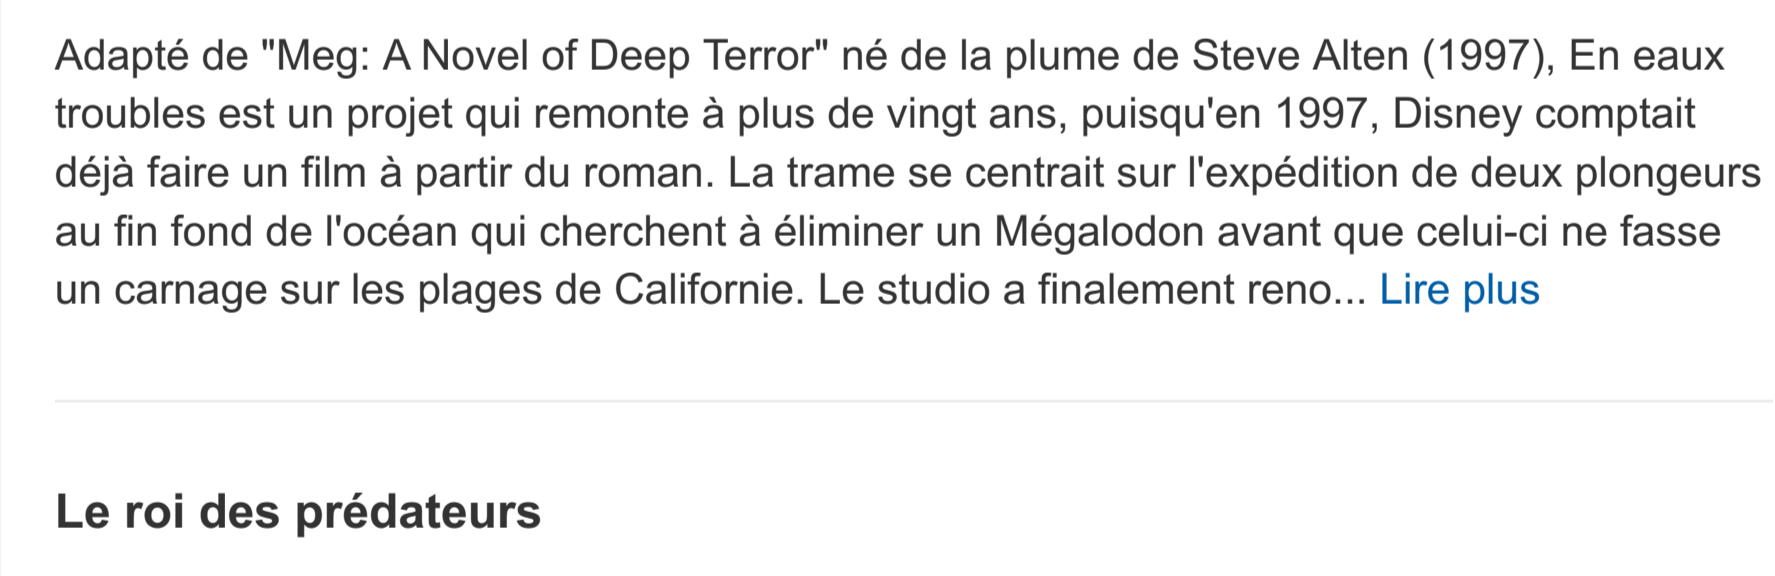 Adapté de "Meg: A Novel of Deep Terror" né de la plume de Steve Alten (1997), En eaux
troubles est un projet qui remonte à plus de vingt ans, puisqu'en 1997, Disney comptait
déjà faire un film à partir du roman. La trame se centrait sur l'expédition de deux plongeurs
au fin fond de l'océan qui cherchent à éliminer un Mégalodon avant que celui-ci ne fasse
un carnage sur les plages de Californie. Le studio a finalement reno... Lire plus
Le roi des prédateurs